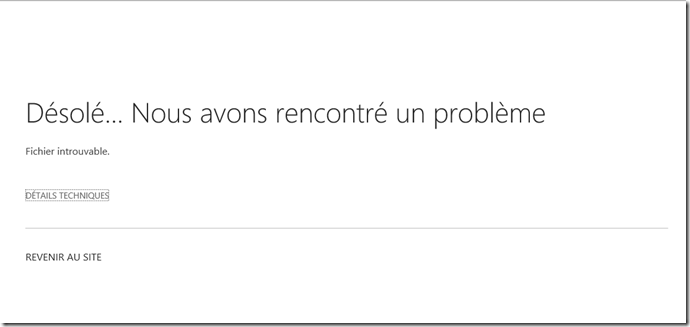 Désolé... Nous avons rencontré un problème
Fichier introuvable.
DÉTAILS TECHNIQUES
REVENIR AU SITE